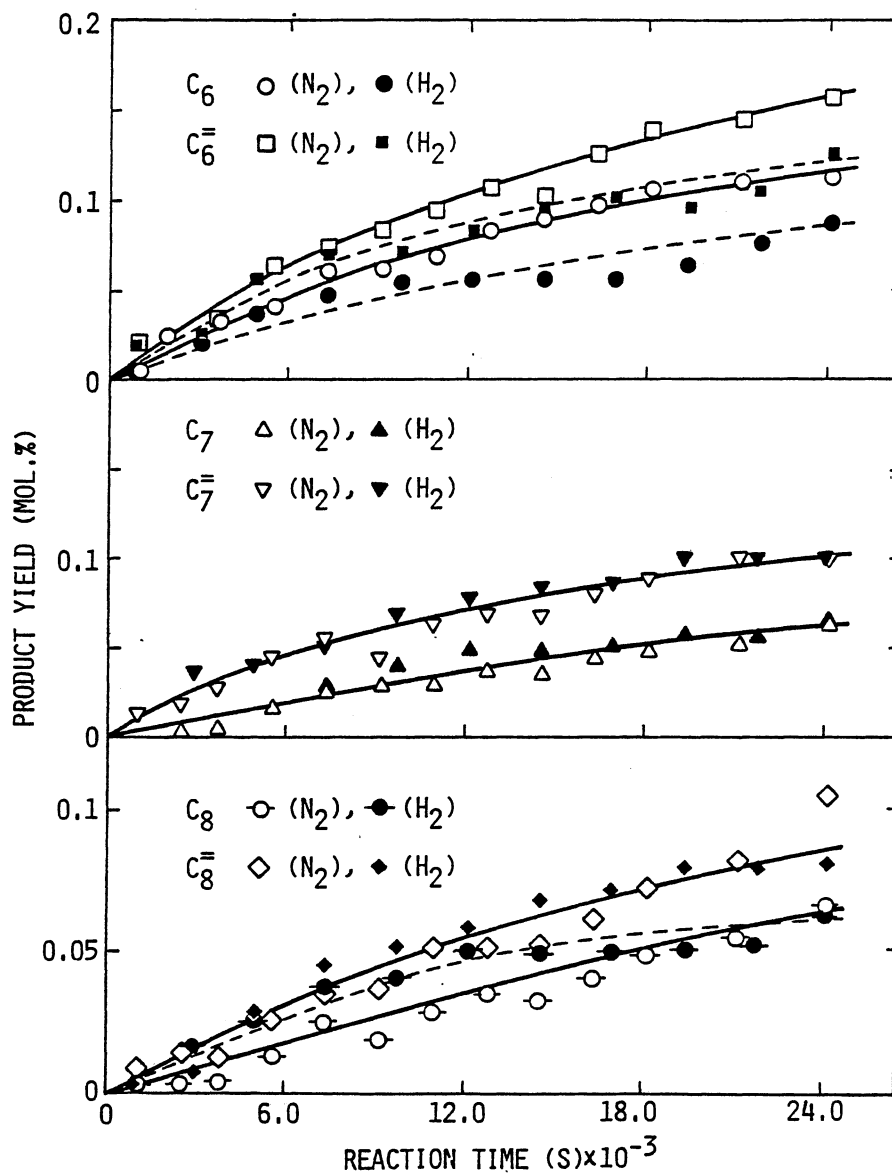 0.2
C6 ○ (N2), ● (H2)
C6= □ (N2), ■ (H2)
0.1
0
C7 △ (N2), ▲ (H2)
C7= ▽ (N2), ▼ (H2)
0.1
0
PRODUCT YIELD (MOL.%)
0.1
C8 ○ (N2), ● (H2)
C8= ◇ (N2), ◆ (H2)
0.05
0
0 6.0 12.0 18.0 24.0
REACTION TIME (S)x10-3